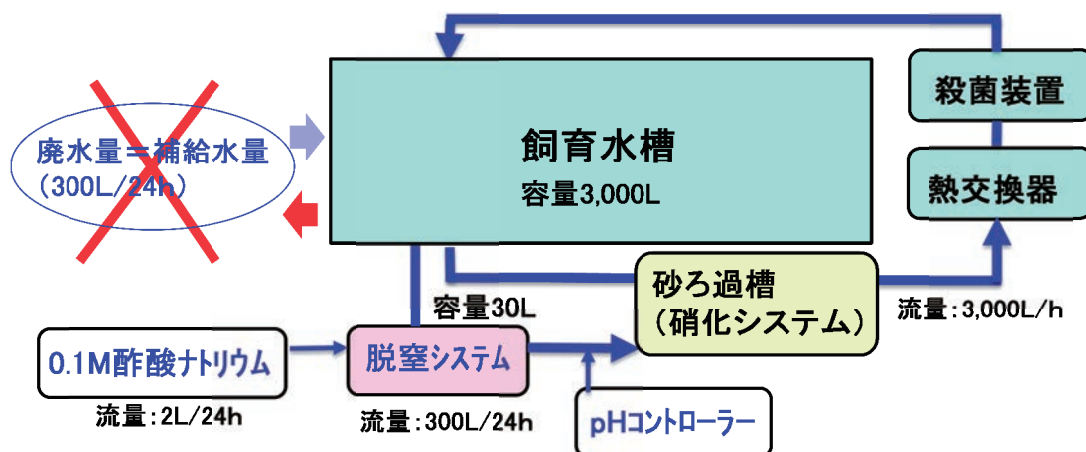 廃水量＝補給水量
（300L/24h）
飼育水槽
容量3,000L
殺菌装置
熱交換器
砂ろ過槽
（硝化システム）
流量：3,000L/h
容量30L
0.1M酢酸ナトリウム
流量：2L/24h
脱窒システム
流量：300L/24h
pHコントローラー